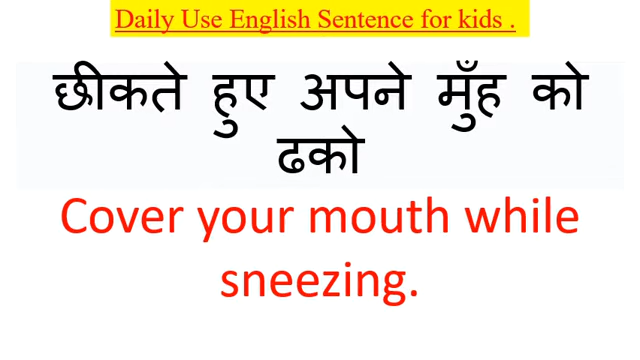 Daily Use English Sentence for kids .
छीकते हुए अपने मुँह को
ढको
Cover your mouth while
sneezing.